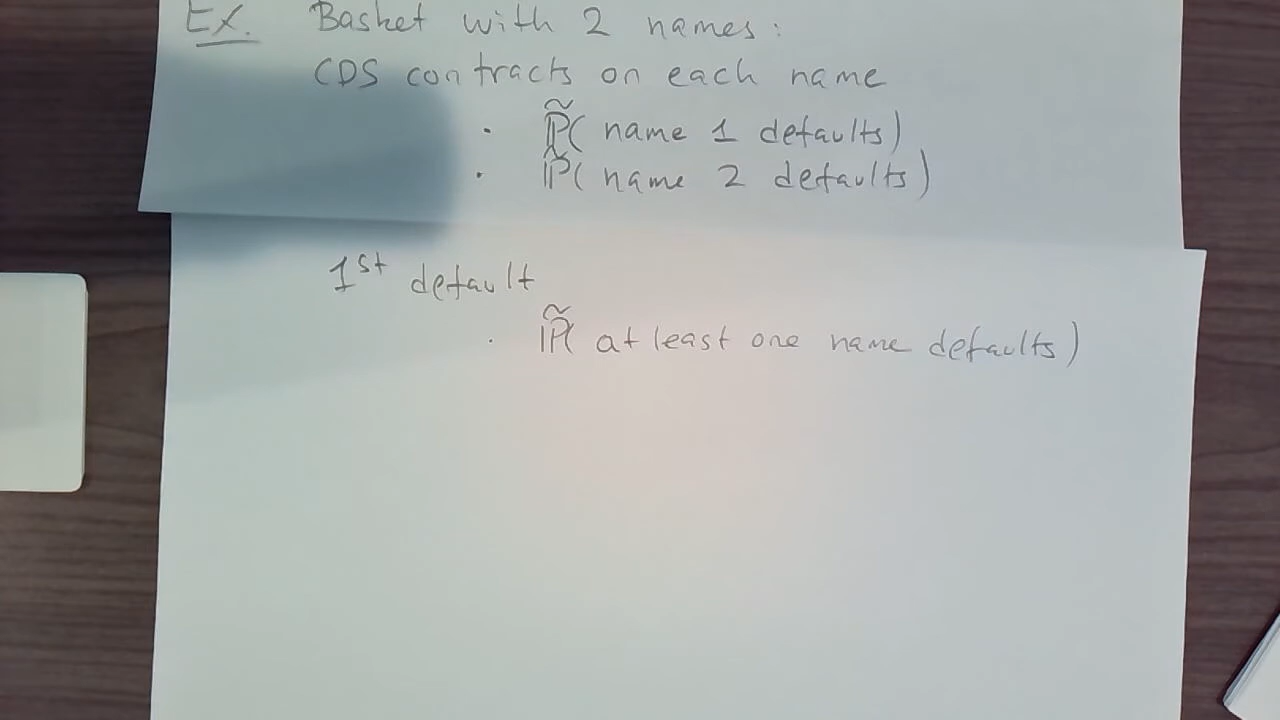 Ex. Basket with 2 names:
CDS contracts on each name
· P̃( name 1 defaults)
· P̃( name 2 defaults)
1st default
· P̃( at least one name defaults)